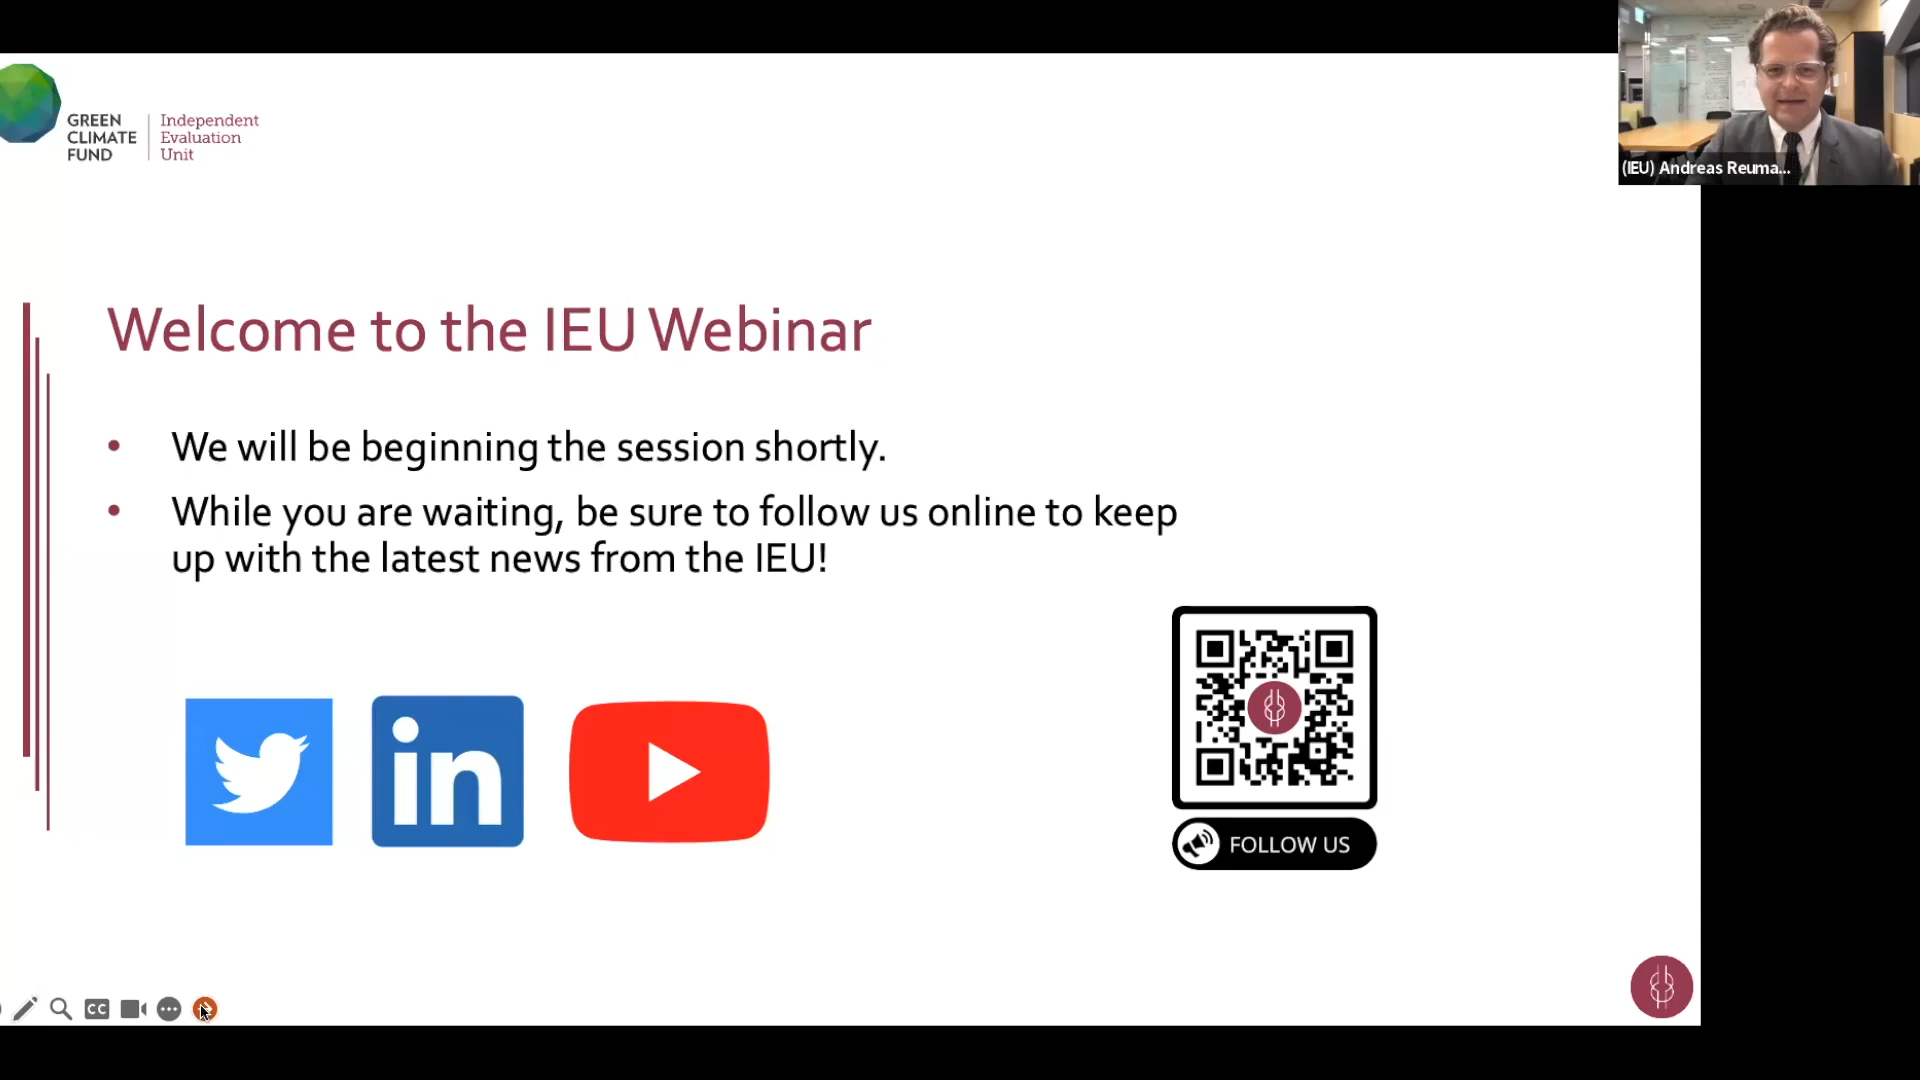 GREEN
CLIMATE
FUND
Independent
Evaluation
Unit
(IEU) Andreas Reuma...
Welcome to the IEU Webinar
• We will be beginning the session shortly.
• While you are waiting, be sure to follow us online to keep
up with the latest news from the IEU!
in
FOLLOW US
CC